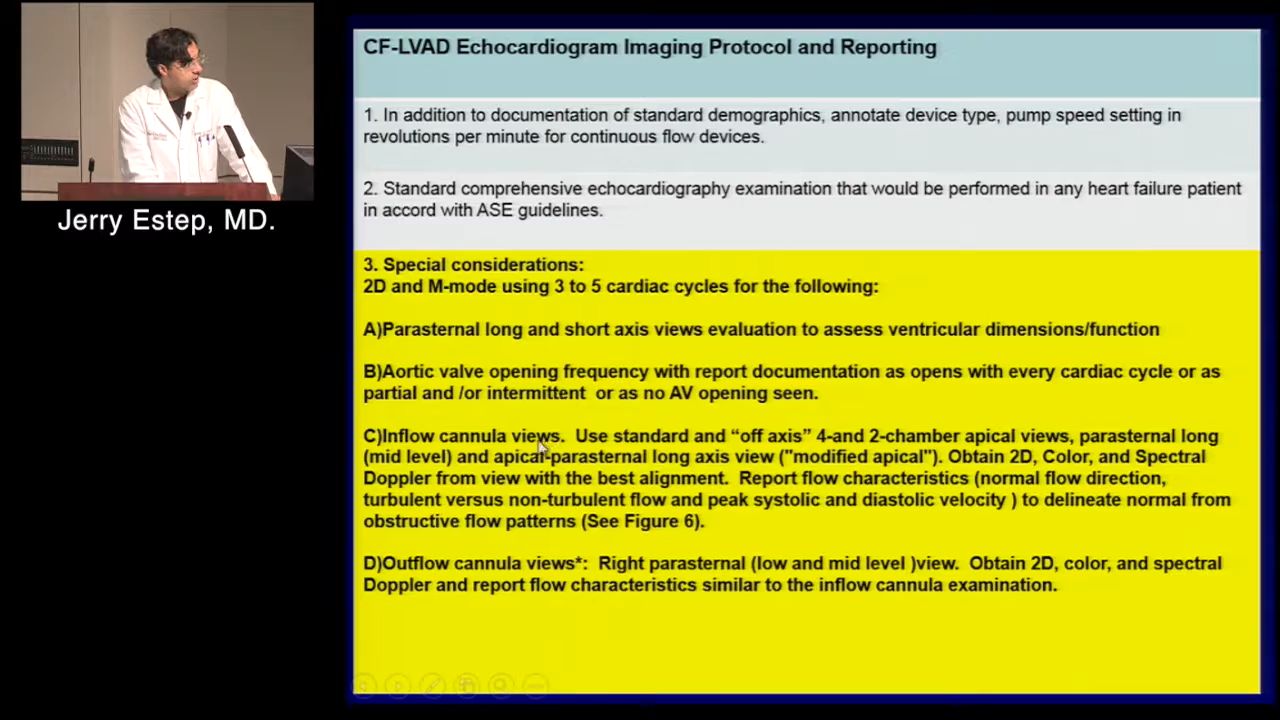 CF-LVAD Echocardiogram Imaging Protocol and Reporting
1. In addition to documentation of standard demographics, annotate device type, pump speed setting in
revolutions per minute for continuous flow devices.
2. Standard comprehensive echocardiography examination that would be performed in any heart failure patient
in accord with ASE guidelines.
3. Special considerations:
2D and M-mode using 3 to 5 cardiac cycles for the following:
A)Parasternal long and short axis views evaluation to assess ventricular dimensions/function
B)Aortic valve opening frequency with report documentation as opens with every cardiac cycle or as
partial and /or intermittent or as no AV opening seen.
C)Inflow cannula views. Use standard and “off axis” 4-and 2-chamber apical views, parasternal long
(mid level) and apical-parasternal long axis view ("modified apical"). Obtain 2D, Color, and Spectral
Doppler from view with the best alignment. Report flow characteristics (normal flow direction,
turbulent versus non-turbulent flow and peak systolic and diastolic velocity ) to delineate normal from
obstructive flow patterns (See Figure 6).
D)Outflow cannula views*: Right parasternal (low and mid level )view. Obtain 2D, color, and spectral
Doppler and report flow characteristics similar to the inflow cannula examination.
Jerry Estep, MD.